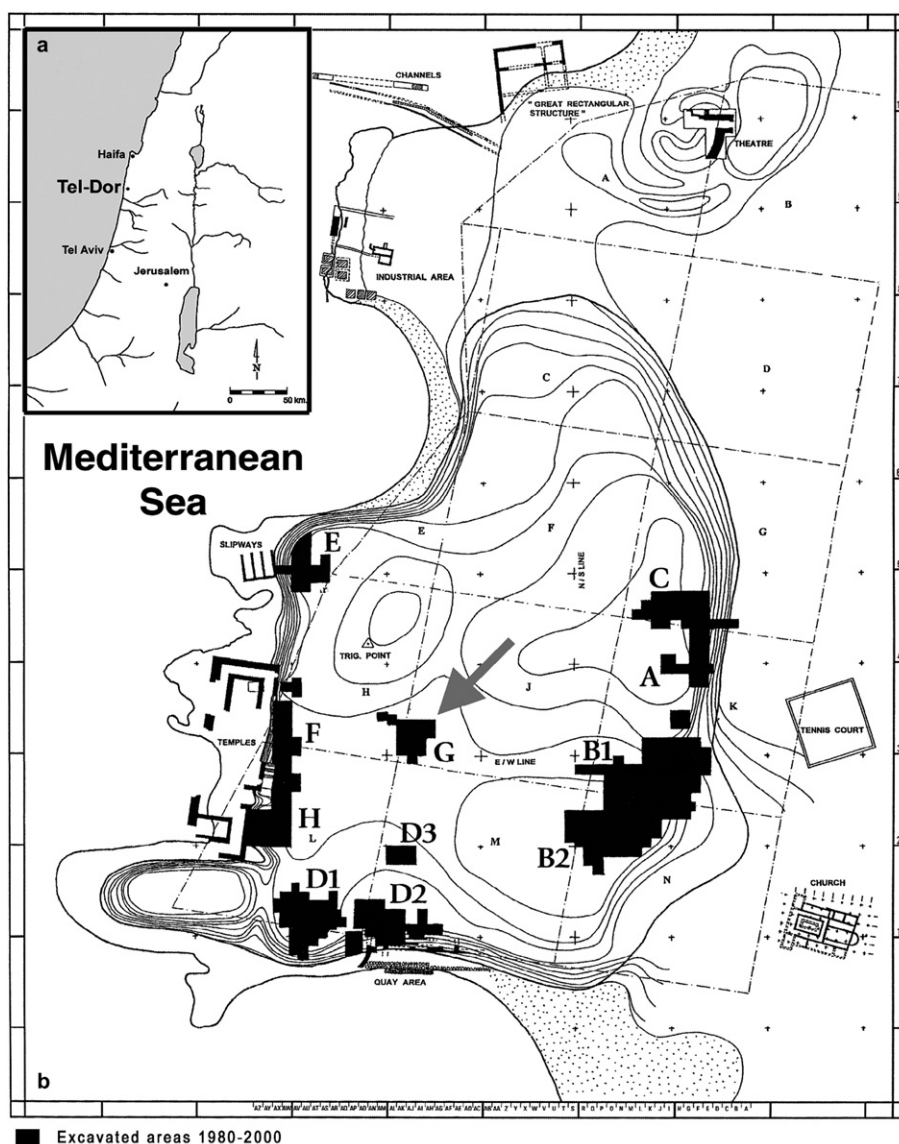 a
Haifa
Tel-Dor
Tel Aviv
Jerusalem
N
0 50 km.
CHANNELS
"GREAT RECTANGULAR
STRUCTURE"
THEATRE
A
B
INDUSTRIAL AREA
D
C
Mediterranean
Sea
E
F
G
SLIPWAYS
E
N/S LINE
C
TRIG. POINT
A
H
J
K
TENNIS COURT
TEMPLES
F
G
E/W LINE
B1
H
L
D3
M
B2
N
CHURCH
D1
D2
QUAY AREA
b
Excavated areas 1980-2000